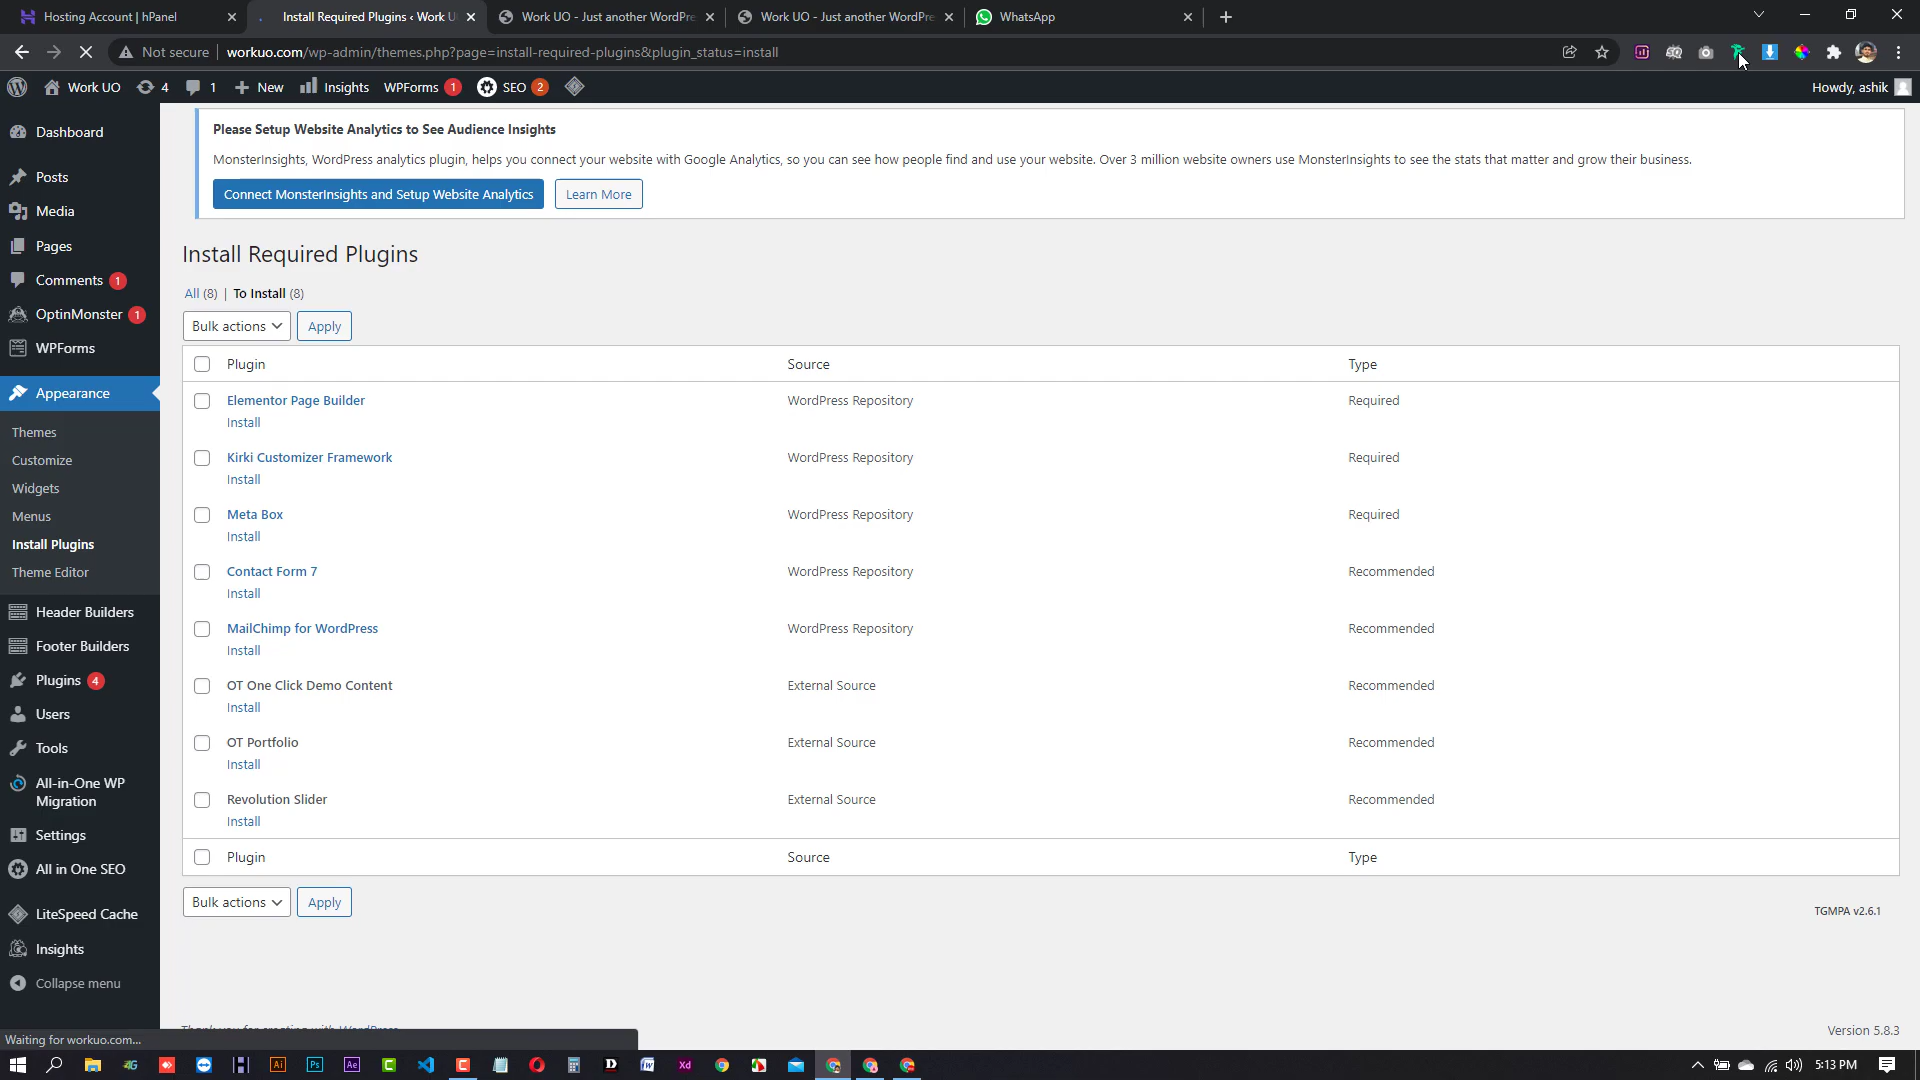 Hosting Account | hPanel
Install Required Plugins ‹ Work U
Work UO - Just another WordPre
Work UO - Just another WordPre
WhatsApp
Not secure
workuo.com/wp-admin/themes.php?page=install-required-plugins&plugin_status=install
Work UO
4
1
New
Insights
WPForms 1
SEO 2
Howdy, ashik
Dashboard
Posts
Media
Pages
Comments 1
OptinMonster 1
WPForms
Appearance
Themes
Customize
Widgets
Menus
Install Plugins
Theme Editor
Header Builders
Footer Builders
Plugins 4
Users
Tools
All-in-One WP
Migration
Settings
All in One SEO
LiteSpeed Cache
Insights
Collapse menu
Please Setup Website Analytics to See Audience Insights
MonsterInsights, WordPress analytics plugin, helps you connect your website with Google Analytics, so you can see how people find and use your website. Over 3 million website owners use MonsterInsights to see the stats that matter and grow their business.
Connect MonsterInsights and Setup Website Analytics
Learn More
Install Required Plugins
All (8) | To Install (8)
Bulk actions Apply
Plugin Source Type
Elementor Page Builder WordPress Repository Required
Install
Kirki Customizer Framework WordPress Repository Required
Install
Meta Box WordPress Repository Required
Install
Contact Form 7 WordPress Repository Recommended
Install
MailChimp for WordPress WordPress Repository Recommended
Install
OT One Click Demo Content External Source Recommended
Install
OT Portfolio External Source Recommended
Install
Revolution Slider External Source Recommended
Install
Plugin Source Type
Bulk actions Apply
TGMPA v2.6.1
Thank you for creating with WordPress.
Version 5.8.3
Waiting for workuo.com...
4G
Ai
Ps
Ae
C
C
D
W
Xd
5:13 PM